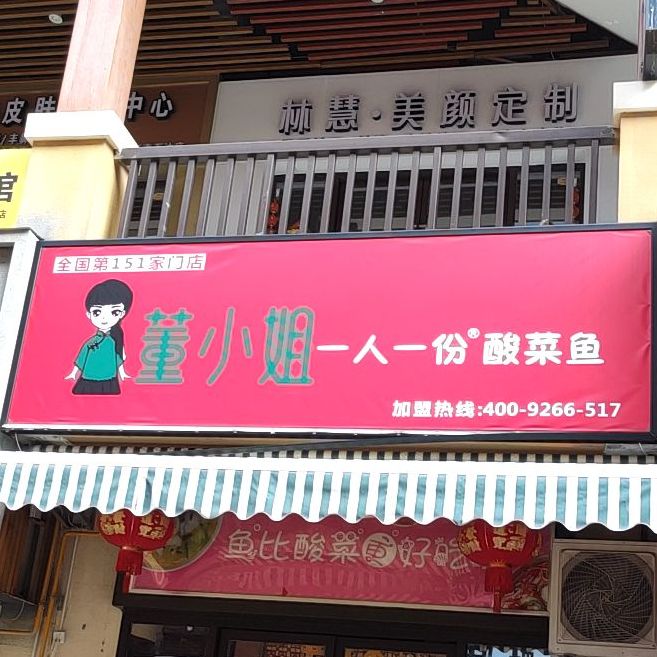 皮肤
中心
林慧·美颜定制
馆
店
全国第151家门店
董小姐一人一份®酸菜鱼
加盟热线:400-9266-517
鱼比酸菜更好吃